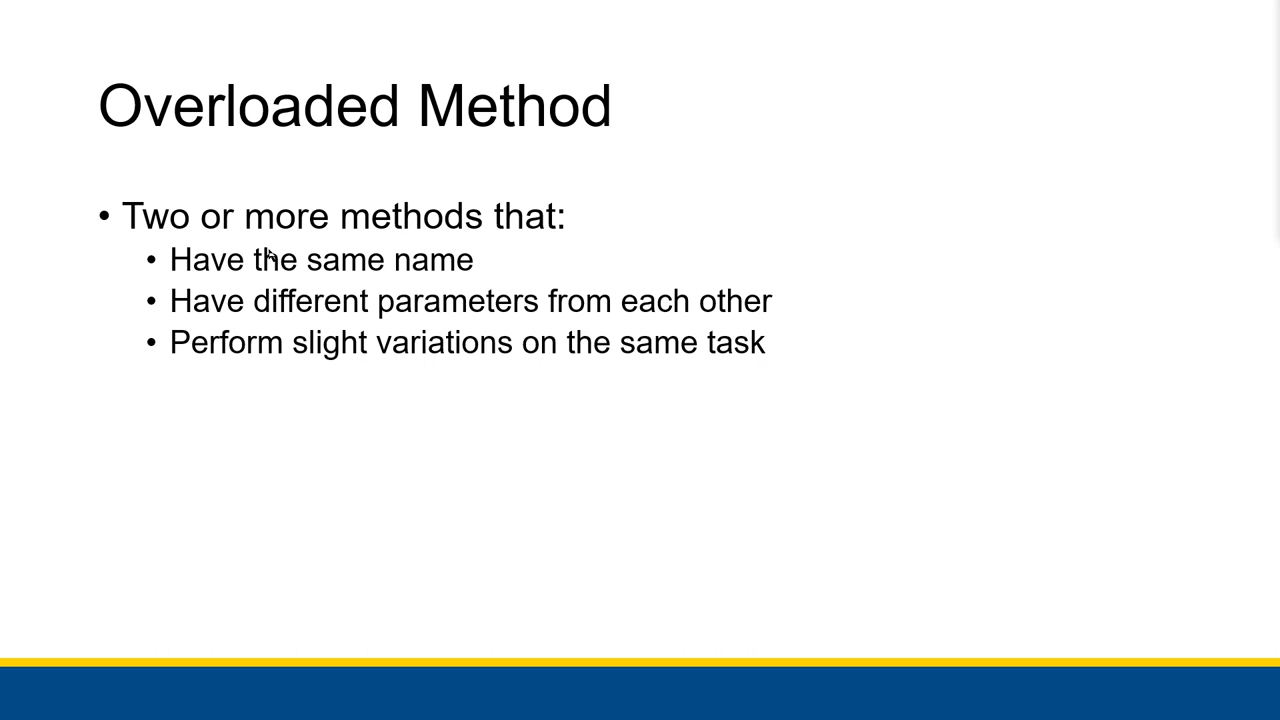 Overloaded Method
• Two or more methods that:
• Have the same name
• Have different parameters from each other
• Perform slight variations on the same task